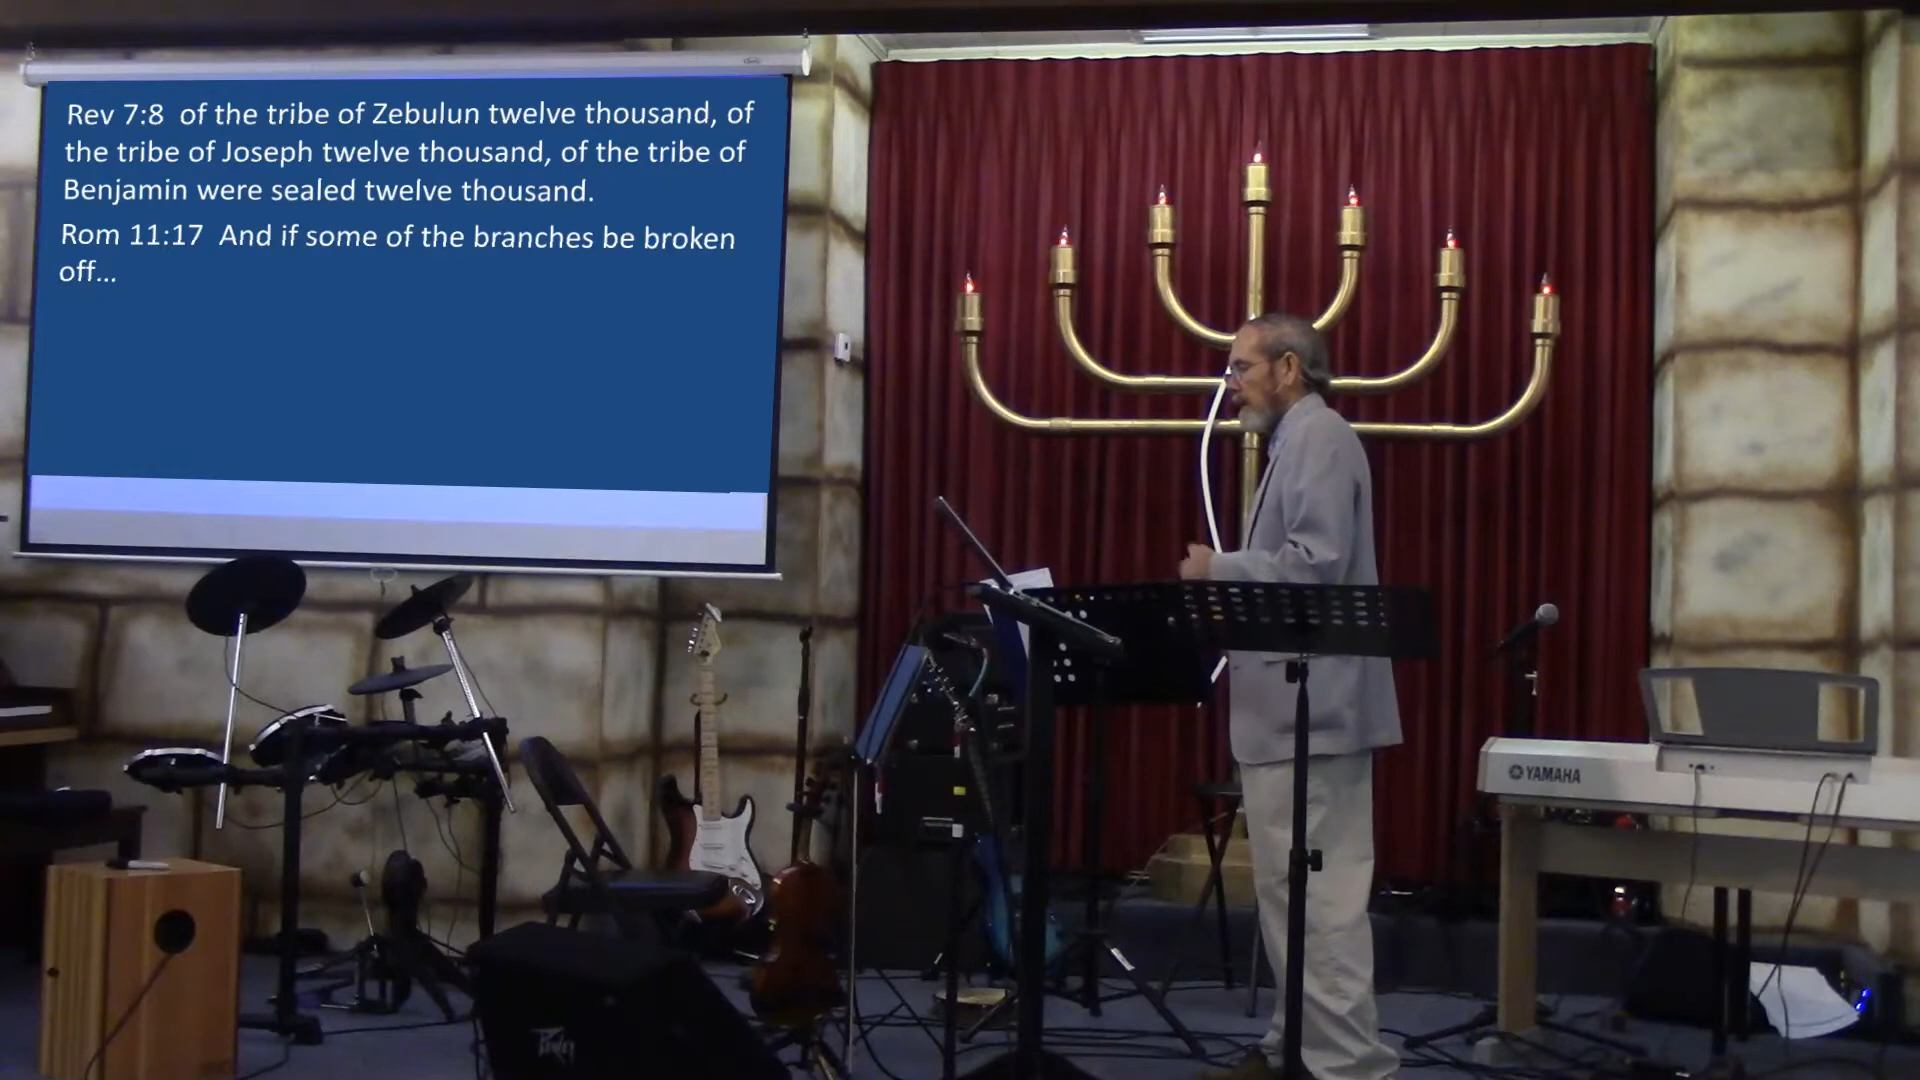 Rev 7:8  of the tribe of Zebulun twelve thousand, of
the tribe of Joseph twelve thousand, of the tribe of
Benjamin were sealed twelve thousand.
Rom 11:17  And if some of the branches be broken
off...
YAMAHA
Peavey